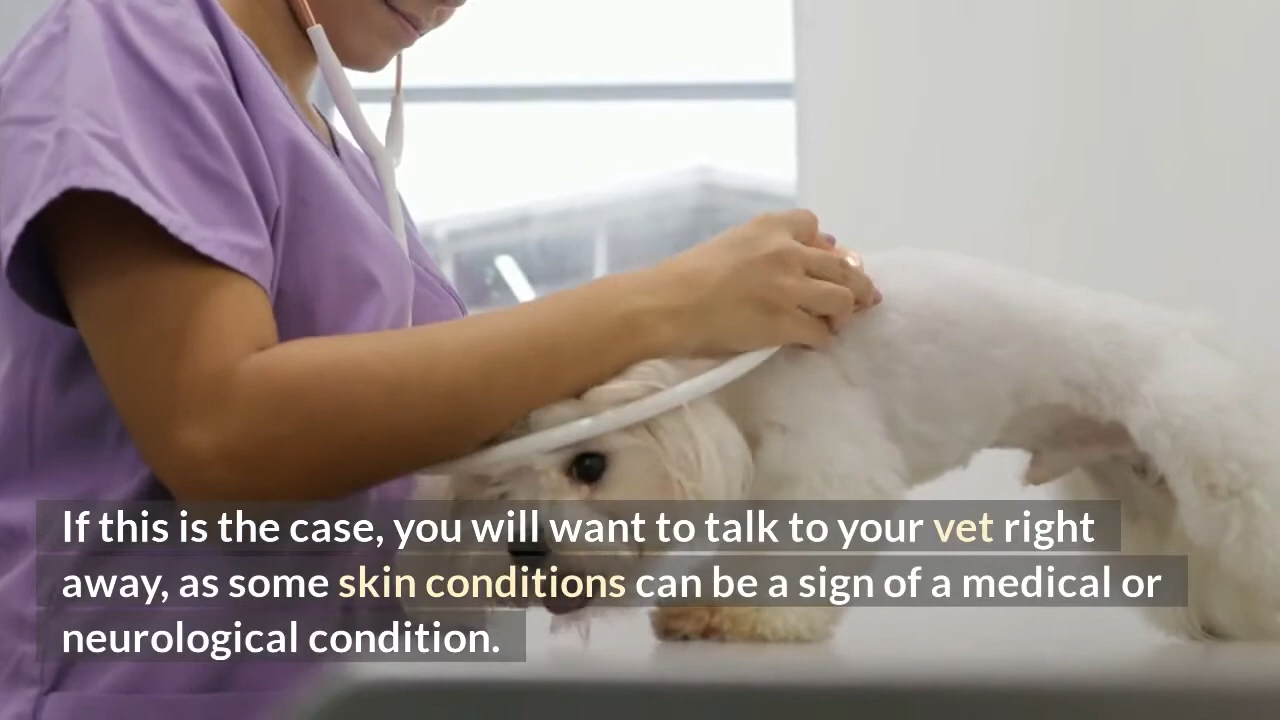 If this is the case, you will want to talk to your vet right
away, as some skin conditions can be a sign of a medical or
neurological condition.